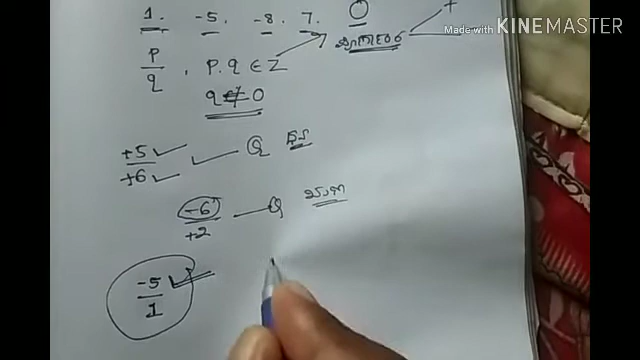 1. -5. -8. 7. 0
Made with KINEMASTER
P/q, P.q ∈ Z +
q ≠ 0
+5/+6 Q
-6/+2 Q
-5/1